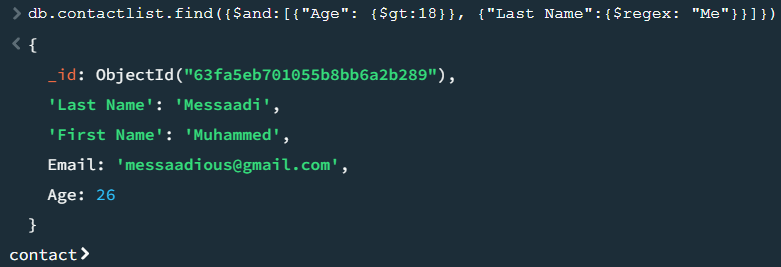 > db.contactlist.find({$and:[{"Age": {$gt:18}}, {"Last Name":{$regex: "Me"}}]})
< {
_id: ObjectId("63fa5eb701055b8bb6a2b289"),
'Last Name': 'Messaadi',
'First Name': 'Muhammed',
Email: 'messaadious@gmail.com',
Age: 26
}
contact>